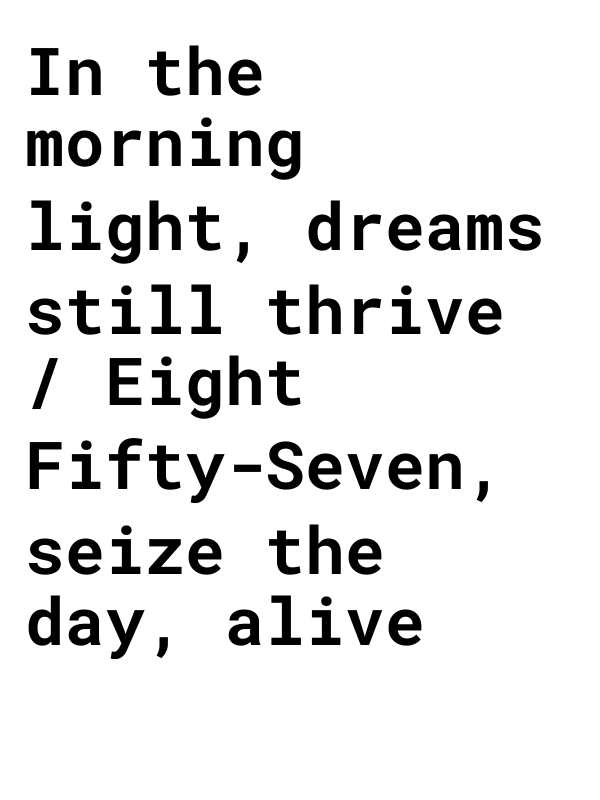 In the
morning
light, dreams
still thrive
/ Eight
Fifty-Seven,
seize the
day, alive